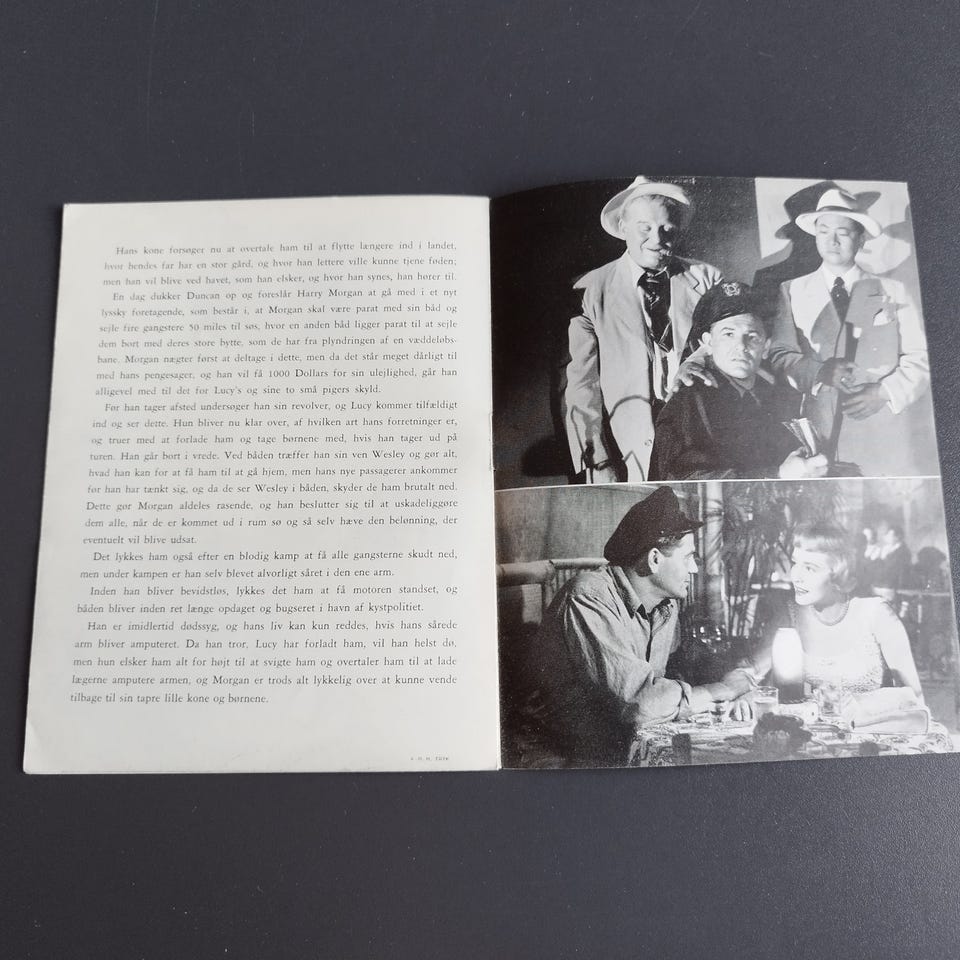 Hans kone forsøger nu at overtale ham til at flytte længere ind i landet,
hvor hendes far har en stor gård, og hvor han lettere ville kunne tjene føden;
men han vil blive ved havet, som han elsker, og hvor han synes, han hører til.
En dag dukker Duncan op og foreslår Harry Morgan at gå med i et nyt
lyssky foretagende, som består i, at Morgan skal være parat med sin båd og
sejle fire gangstere 50 miles til søs, hvor en anden båd ligger parat til at sejle
dem bort med deres store bytte, som de har fra plyndringen af en væddeløbs-
bane. Morgan nægter først at deltage i dette, men da det står meget dårligt til
med hans pengesager, og han vil få 1000 Dollars for sin ulejlighed, går han
alligevel med til det for Lucy's og sine to små pigers skyld.
Før han tager afsted undersøger han sin revolver, og Lucy kommer tilfældigt
ind og ser dette. Hun bliver nu klar over, af hvilken art hans forretninger er,
og truer med at forlade ham og tage børnene med, hvis han tager ud på
turen. Han går bort i vrede. Ved båden træffer han sin ven Wesley og gør alt,
hvad han kan for at få ham til at gå hjem, men hans nye passagerer ankommer
før han har tænkt sig, og da de ser Wesley i båden, skyder de ham brutalt ned.
Dette gør Morgan aldeles rasende, og han beslutter sig til at uskadeliggøre
dem alle, når de er kommet ud i rum sø og så selv hæve den belønning, der
eventuelt vil blive udsat.
Det lykkes ham også efter en blodig kamp at få alle gangsterne skudt ned,
men under kampen er han selv blevet alvorligt såret i den ene arm.
Inden han bliver bevidstløs, lykkes det ham at få motoren standset, og
båden bliver inden ret længe opdaget og bugseret i havn af kystpolitiet.
Han er imidlertid dødssyg, og hans liv kan kun reddes, hvis hans sårede
arm bliver amputeret. Da han tror, Lucy har forladt ham, vil han helst dø,
men hun elsker ham alt for højt til at svigte ham og overtaler ham til at lade
lægerne amputere armen, og Morgan er trods alt lykkelig over at kunne vende
tilbage til sin tapre lille kone og børnene.